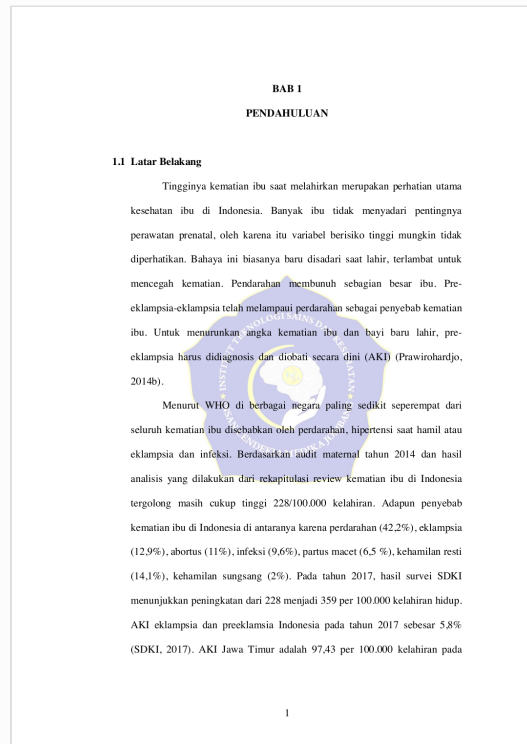 BAB 1
PENDAHULUAN
1.1 Latar Belakang
Tingginya kematian ibu saat melahirkan merupakan perhatian utama
kesehatan ibu di Indonesia. Banyak ibu tidak menyadari pentingnya
perawatan prenatal, oleh karena itu variabel berisiko tinggi mungkin tidak
diperhatikan. Bahaya ini biasanya baru disadari saat lahir, terlambat untuk
mencegah kematian. Pendarahan membunuh sebagian besar ibu. Pre-
eklampsia-eklampsia telah melampaui perdarahan sebagai penyebab kematian
ibu. Untuk menurunkan angka kematian ibu dan bayi baru lahir, pre-
eklampsia harus didiagnosis dan diobati secara dini (AKI) (Prawirohardjo,
2014b).
Menurut WHO di berbagai negara paling sedikit seperempat dari
seluruh kematian ibu disebabkan oleh perdarahan, hipertensi saat hamil atau
eklampsia dan infeksi. Berdasarkan audit maternal tahun 2014 dan hasil
analisis yang dilakukan dari rekapitulasi review kematian ibu di Indonesia
tergolong masih cukup tinggi 228/100.000 kelahiran. Adapun penyebab
kematian ibu di Indonesia di antaranya karena perdarahan (42,2%), eklampsia
(12,9%), abortus (11%), infeksi (9,6%), partus macet (6,5 %), kehamilan resti
(14,1%), kehamilan sungsang (2%). Pada tahun 2017, hasil survei SDKI
menunjukkan peningkatan dari 228 menjadi 359 per 100.000 kelahiran hidup.
AKI eklampsia dan preeklamsia Indonesia pada tahun 2017 sebesar 5,8%
(SDKI, 2017). AKI Jawa Timur adalah 97,43 per 100.000 kelahiran pada
1